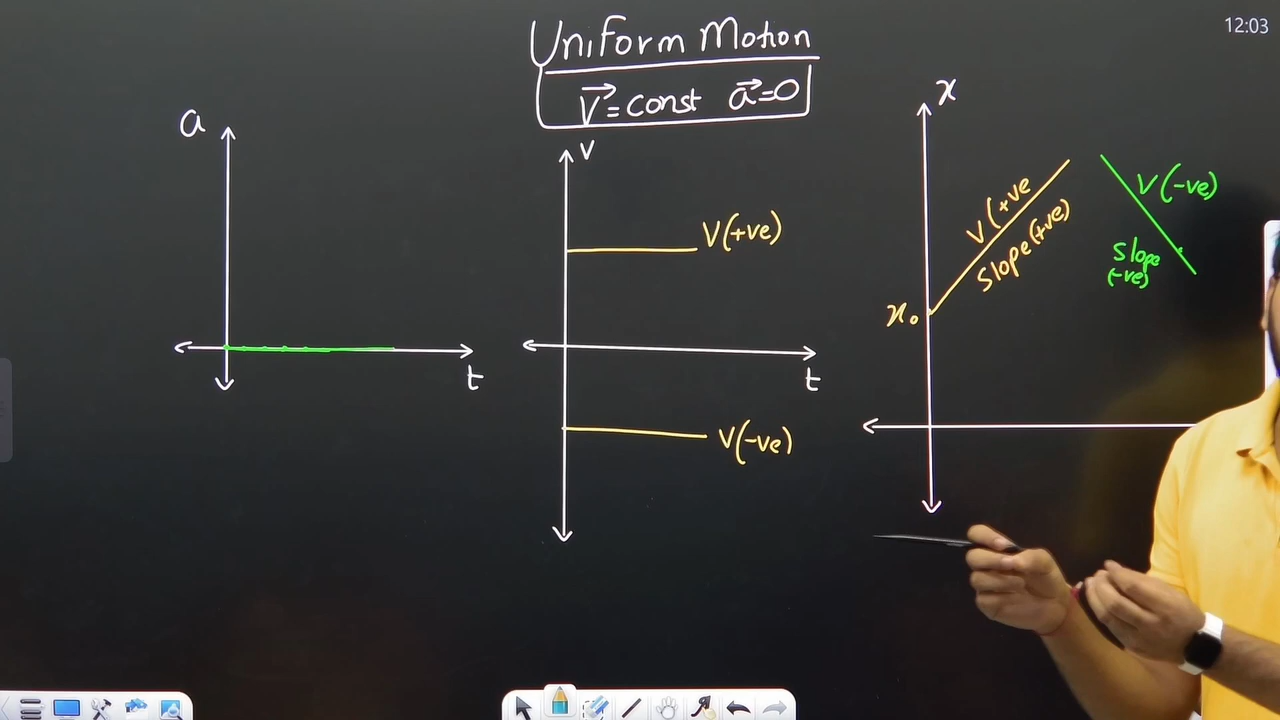 12:03
Uniform Motion
V⃗ = const a⃗ = 0
a
t
v
V(+ve)
t
V(-ve)
x
V(+ve
Slope(+ve)
x₀
V(-ve)
Slope
(-ve)